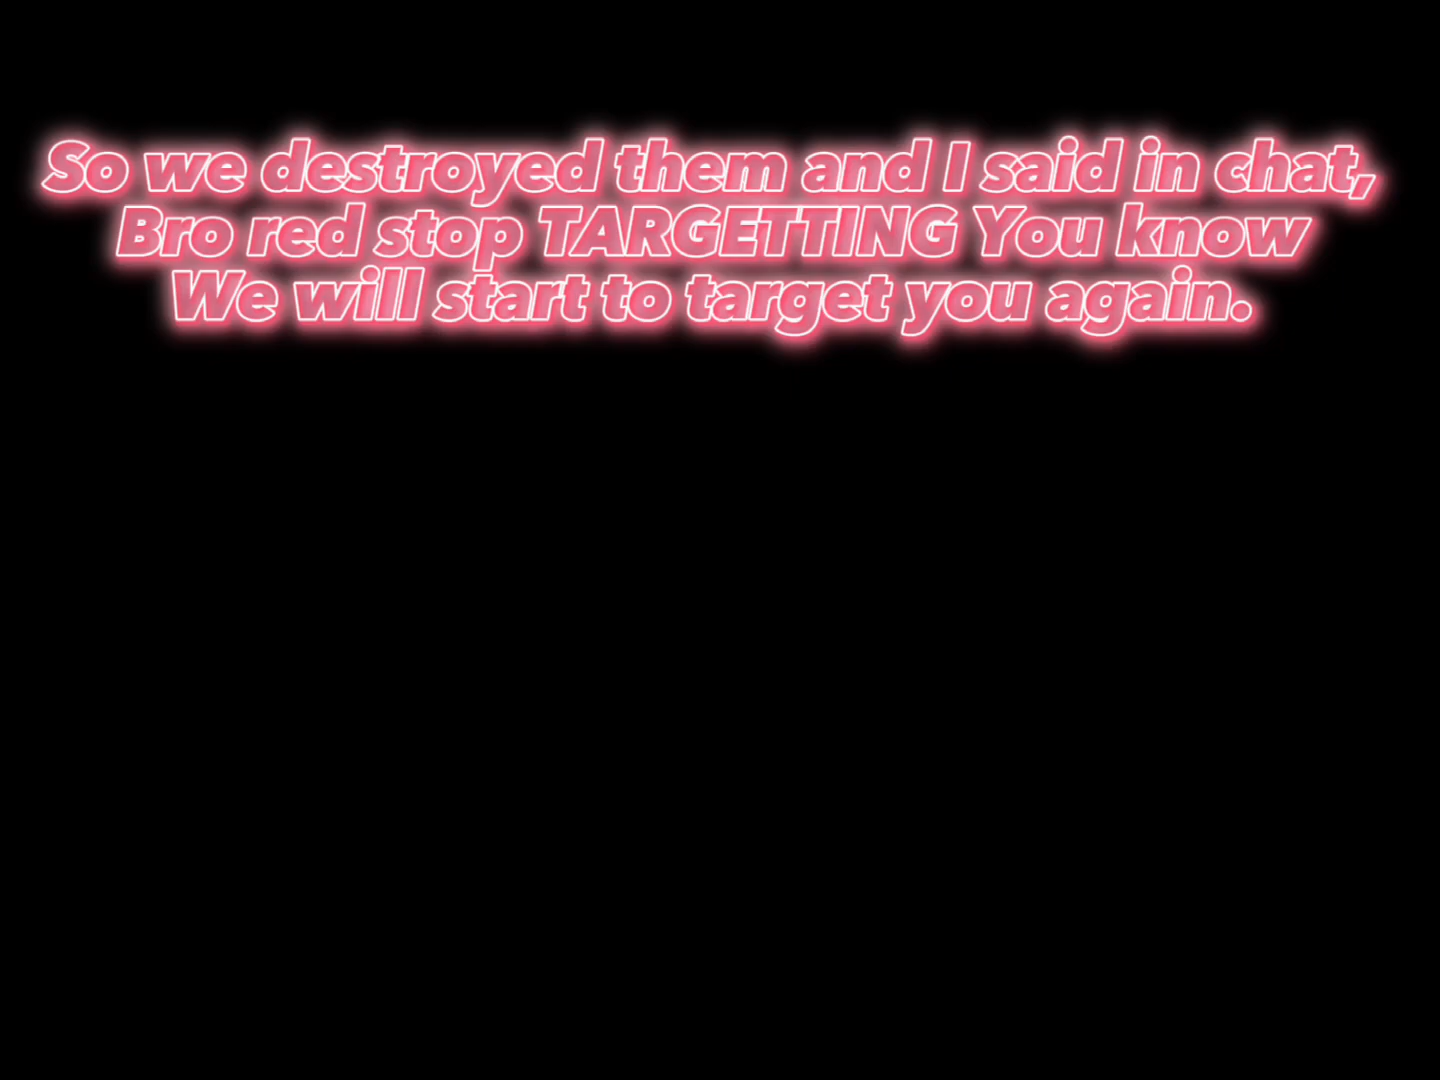 So we destroyed them and I said in chat,
Bro red stop TARGETTING You know
We will start to target you again.